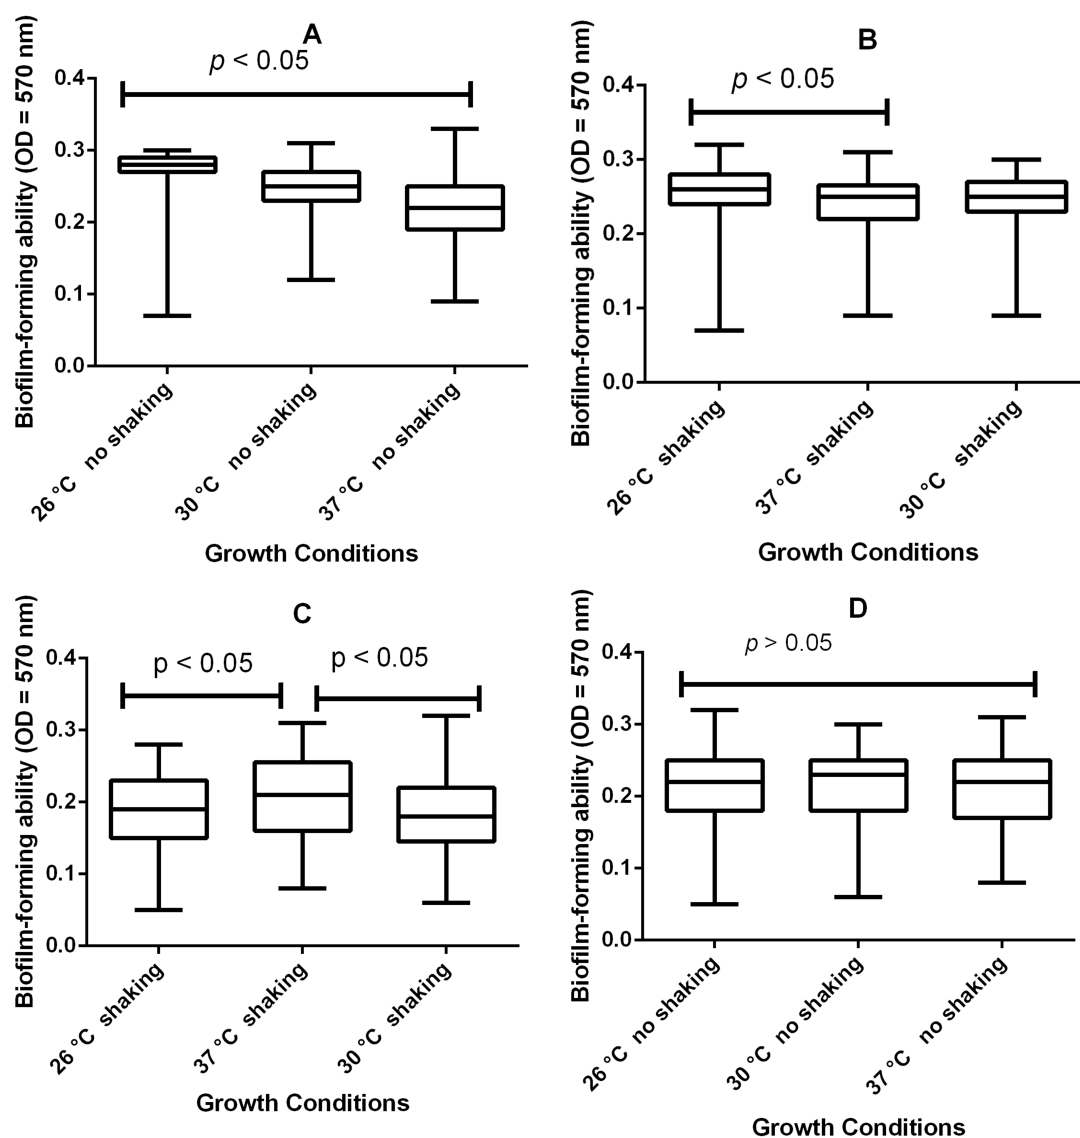 A
p < 0.05
Biofilm-forming ability (OD = 570 nm)
0.4
0.3
0.2
0.1
0.0
26 °C no shaking
30 °C no shaking
37 °C no shaking
Growth Conditions
B
p < 0.05
Biofilm-forming ability (OD = 570 nm)
0.4
0.3
0.2
0.1
0.0
26 °C shaking
37 °C shaking
30 °C shaking
Growth Conditions
C
p < 0.05
p < 0.05
Biofilm-forming ability (OD = 570 nm)
0.4
0.3
0.2
0.1
0.0
26 °C shaking
37 °C shaking
30 °C shaking
Growth Conditions
D
p > 0.05
Biofilm-forming ability (OD = 570 nm)
0.4
0.3
0.2
0.1
0.0
26 °C no shaking
30 °C no shaking
37 °C no shaking
Growth Conditions